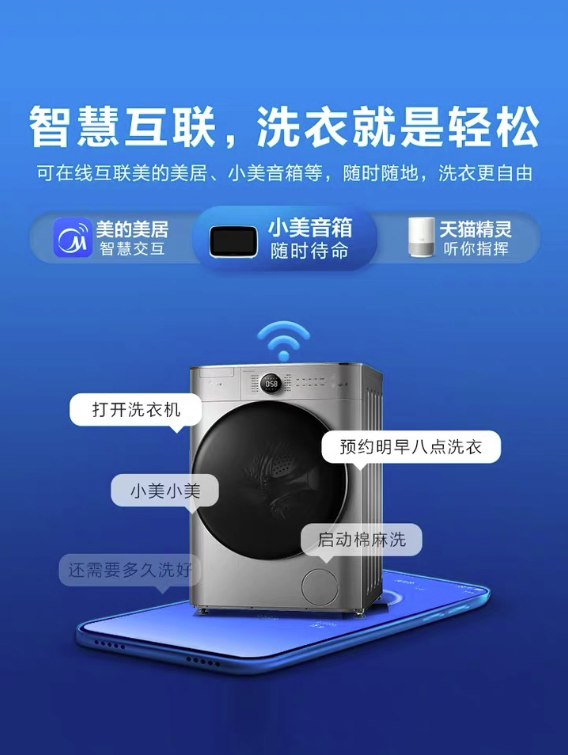 智慧互联，洗衣就是轻松
可在线互联美的美居、小美音箱等，随时随地，洗衣更自由
美的美居
智慧交互
小美音箱
随时待命
天猫精灵
听你指挥
0:58
打开洗衣机
预约明早八点洗衣
小美小美
启动棉麻洗
还需要多久洗好